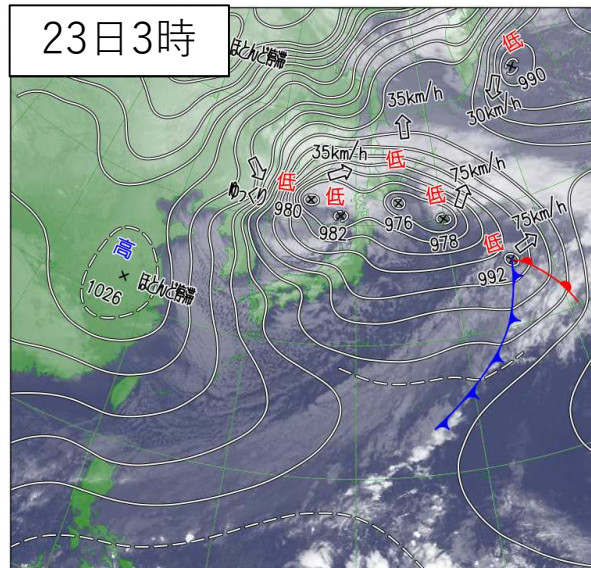 23日3時
ほとんど停滞
低
990
30km/h
35km/h
低
35km/h
75km/h
ゆっくり
低
980
低
982
976
低
978
低
75km/h
992
高
1026
ほとんど停滞